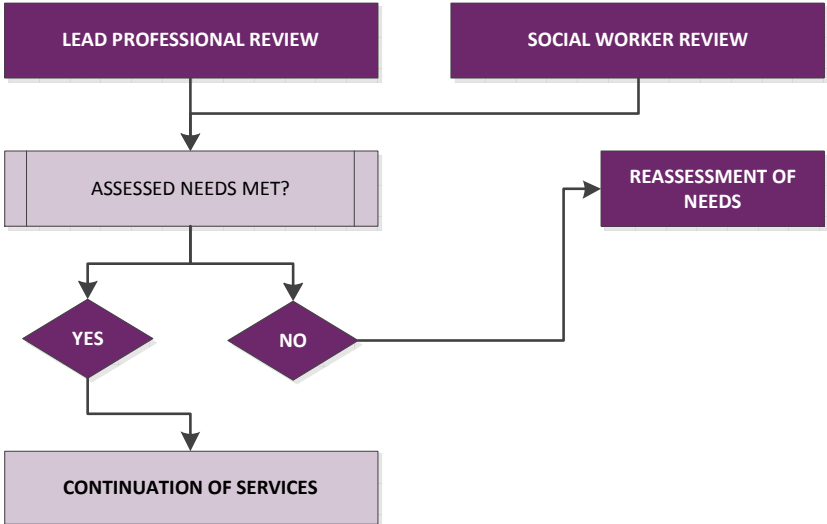 LEAD PROFESSIONAL REVIEW
SOCIAL WORKER REVIEW
ASSESSED NEEDS MET?
REASSESSMENT OF
NEEDS
YES
NO
CONTINUATION OF SERVICES